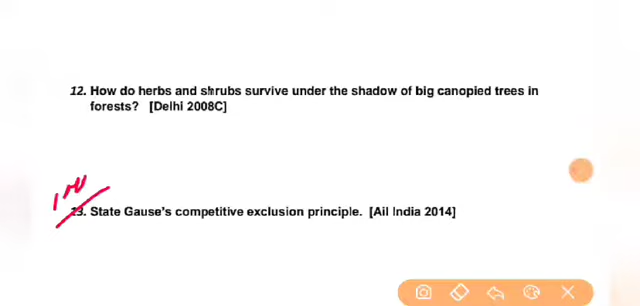 12. How do herbs and shrubs survive under the shadow of big canopied trees in
forests? [Delhi 2008C]
13. State Gause's competitive exclusion principle. [Ail India 2014]